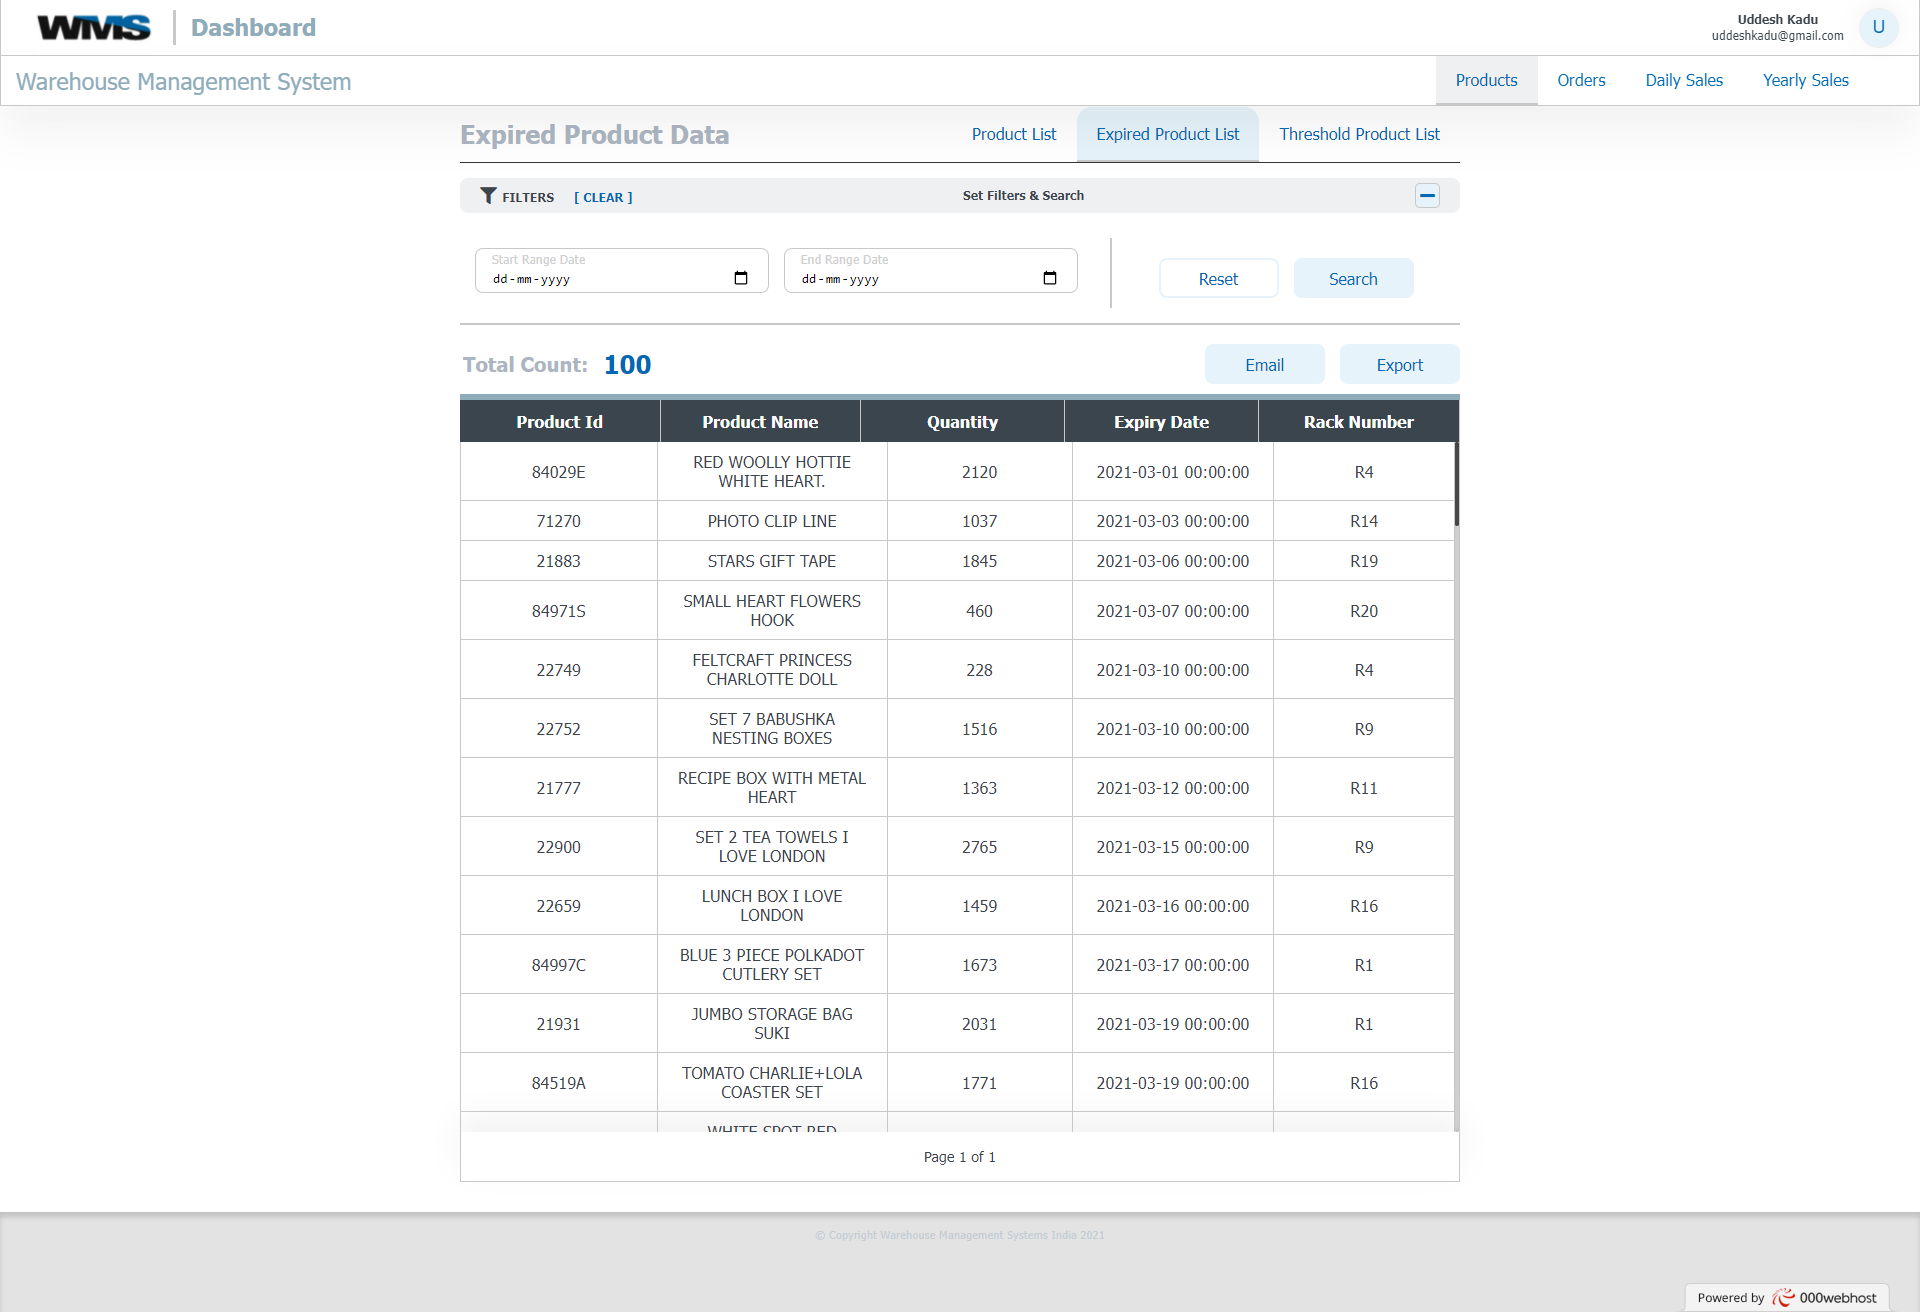 WMS Dashboard
Uddesh Kadu
uddeshkadu@gmail.com
U
Warehouse Management System
Products Orders Daily Sales Yearly Sales
Expired Product Data
Product List Expired Product List Threshold Product List
FILTERS [ CLEAR ] Set Filters & Search
Start Range Date
dd-mm-yyyy
End Range Date
dd-mm-yyyy
Reset Search
Total Count: 100
Email Export
Product Id Product Name Quantity Expiry Date Rack Number
84029E RED WOOLLY HOTTIE
WHITE HEART. 2120 2021-03-01 00:00:00 R4
71270 PHOTO CLIP LINE 1037 2021-03-03 00:00:00 R14
21883 STARS GIFT TAPE 1845 2021-03-06 00:00:00 R19
84971S SMALL HEART FLOWERS
HOOK 460 2021-03-07 00:00:00 R20
22749 FELTCRAFT PRINCESS
CHARLOTTE DOLL 228 2021-03-10 00:00:00 R4
22752 SET 7 BABUSHKA
NESTING BOXES 1516 2021-03-10 00:00:00 R9
21777 RECIPE BOX WITH METAL
HEART 1363 2021-03-12 00:00:00 R11
22900 SET 2 TEA TOWELS I
LOVE LONDON 2765 2021-03-15 00:00:00 R9
22659 LUNCH BOX I LOVE
LONDON 1459 2021-03-16 00:00:00 R16
84997C BLUE 3 PIECE POLKADOT
CUTLERY SET 1673 2021-03-17 00:00:00 R1
21931 JUMBO STORAGE BAG
SUKI 2031 2021-03-19 00:00:00 R1
84519A TOMATO CHARLIE+LOLA
COASTER SET 1771 2021-03-19 00:00:00 R16
WHITE SPOT RED
Page 1 of 1
© Copyright Warehouse Management Systems India 2021
Powered by 000webhost